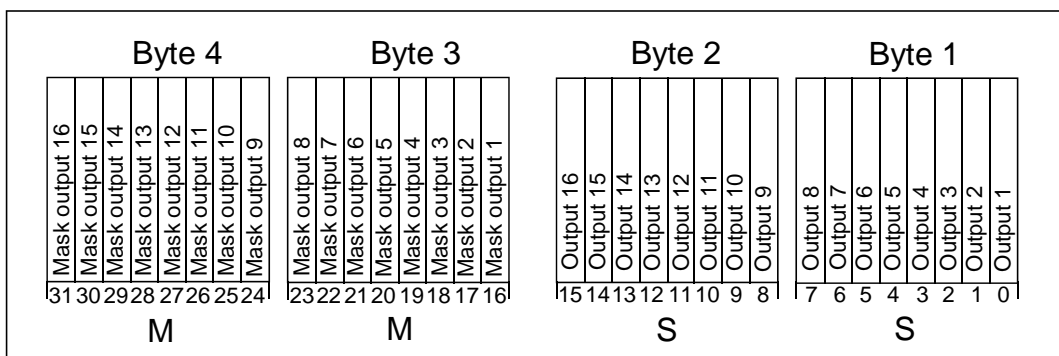 Byte 4
Byte 3
Byte 2
Byte 1
Mask output 16
Mask output 15
Mask output 14
Mask output 13
Mask output 12
Mask output 11
Mask output 10
Mask output 9
Mask output 8
Mask output 7
Mask output 6
Mask output 5
Mask output 4
Mask output 3
Mask output 2
Mask output 1
Output 16
Output 15
Output 14
Output 13
Output 12
Output 11
Output 10
Output 9
Output 8
Output 7
Output 6
Output 5
Output 4
Output 3
Output 2
Output 1
31 30 29 28 27 26 25 24
23 22 21 20 19 18 17 16
15 14 13 12 11 10 9 8
7 6 5 4 3 2 1 0
M
M
S
S